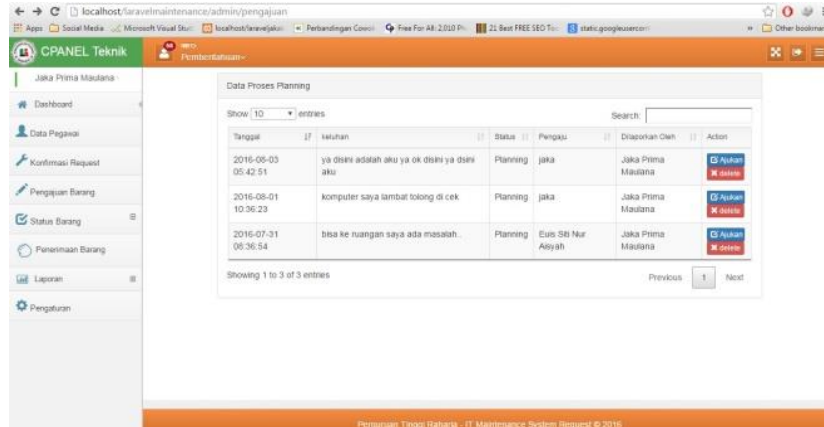 localhost/laravelmaintenance/admin/pengajuan
Apps Social Media Microsoft Visual Stu Perbandingan Free For All: 2,010 21 Best FREE SEO static.googleusercon Other bookmar
CPANEL Teknik
INFO
Pemberitahuan
Jaka Prima Maulana
Dashboard
Data Pegawai
Konfirmasi Request
Pengajuan Barang
Status Barang
Penerimaan Barang
Laporan
Pengaturan
Data Proses Planning
Show 10 entries Search:
Tanggal keluhan Status Pengaju Dilaporkan Oleh Action
2016-08-03 ya disini adalah aku ya ok disini ya dsini Planning jaka Jaka Prima Ajukan
05:42:51 aku Maulana delete
2016-08-01 komputer saya lambat tolong di cek Planning jaka Jaka Prima Ajukan
10:36:23 Maulana delete
2016-07-31 bisa ke ruangan saya ada masalah.. Planning Euis Siti Nur Jaka Prima Ajukan
08:36:54 Aisyah Maulana delete
Showing 1 to 3 of 3 entries Previous 1 Next
Perguruan Tinggi Raharja - IT Maintenance System Request © 2016